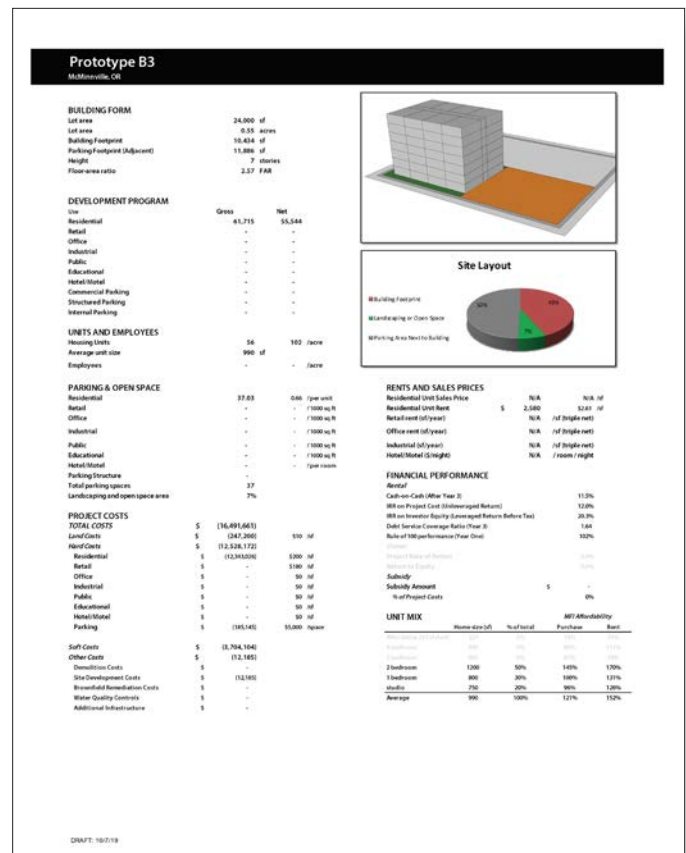 Prototype B3
McMinnville, OR
BUILDING FORM
Lot area 24,000 sf
Lot area 0.55 acres
Building Footprint 10,434 sf
Parking Footprint (Adjacent) 11,886 sf
Height 7 stories
Floor-area ratio 2.57 FAR
DEVELOPMENT PROGRAM
Use Gross Net
Residential 61,715 55,544
Retail - -
Office - -
Industrial - -
Public - -
Educational - -
Hotel/Motel - -
Commercial Parking - -
Structured Parking - -
Internal Parking - -
Site Layout
Building Footprint
Landscaping or Open Space
Parking Area Next to Building
7%
UNITS AND EMPLOYEES
Housing Units 56 102 /acre
Average unit size 990 sf
Employees - - /acre
PARKING & OPEN SPACE
Residential 37.03 0.66 /per unit
Retail - - / 1000 sq ft
Office - - / 1000 sq ft
Industrial - - / 1000 sq ft
Public - - / 1000 sq ft
Educational - - / 1000 sq ft
Hotel/Motel - - / per room
Parking Structure -
Total parking spaces 37
Landscaping and open space area 7%
PROJECT COSTS
TOTAL COSTS $ (16,491,661)
Land Costs $ (247,200) $10 /sf
Hard Costs $ (12,528,172)
Residential $ (12,343,026) $200 /sf
Retail $ - $180 /sf
Office $ - $0 /sf
Industrial $ - $0 /sf
Public $ - $0 /sf
Educational $ - $0 /sf
Hotel/Motel $ - $0 /sf
Parking $ (185,145) $5,000 /space
Soft Costs $ (3,704,104)
Other Costs $ (12,185)
Demolition Costs $ -
Site Development Costs $ (12,185)
Brownfield Remediation Costs $ -
Water Quality Controls $ -
Additional Infrastructure $ -
RENTS AND SALES PRICES
Residential Unit Sales Price N/A N/A /sf
Residential Unit Rent $ 2,580 $2.61 /sf
Retail rent (sf/year) N/A /sf (triple net)
Office rent (sf/year) N/A /sf (triple net)
Industrial (sf/year) N/A /sf (triple net)
Hotel/Motel ($/night) N/A / room / night
FINANCIAL PERFORMANCE
Rental
Cash-on-Cash (After Year 3) 11.5%
IRR on Project Cost (Unleveraged Return) 12.0%
IRR on Investor Equity (Leveraged Return Before Tax) 20.3%
Debt Service Coverage Ratio (Year 3) 1.64
Rule of 100 performance (Year One) 102%
Owner
Project Rate of Return
Return to Equity
Subsidy
Subsidy Amount $ -
% of Project Costs 0%
UNIT MIX MFI Affordability
Home size (sf) % of total Purchase Rent
2 bedroom 1200 50% 145% 170%
1 bedroom 800 30% 100% 131%
studio 750 20% 96% 128%
Average 990 100% 121% 152%
DRAFT: 10/7/19